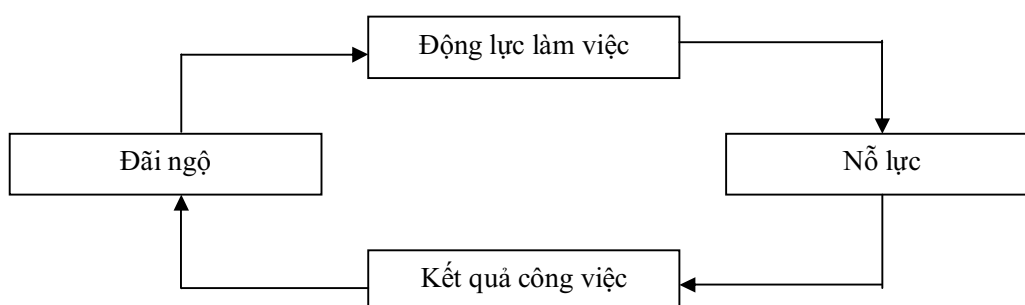 Động lực làm việc
Đãi ngộ
Nỗ lực
Kết quả công việc